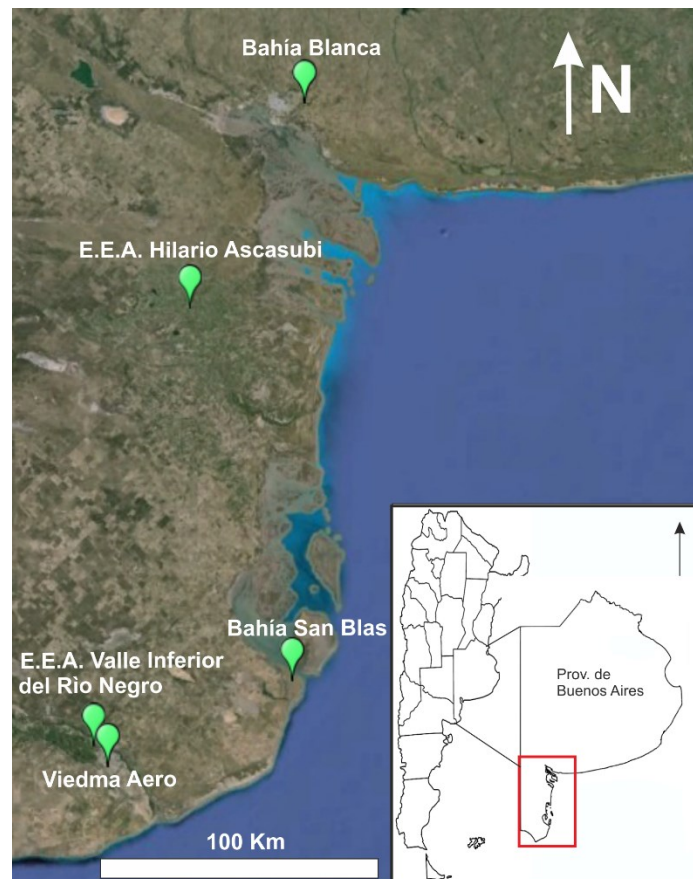 Bahía Blanca
N
E.E.A. Hilario Ascasubi
Bahía San Blas
E.E.A. Valle Inferior
del Rìo Negro
Viedma Aero
100 Km
Prov. de
Buenos Aires